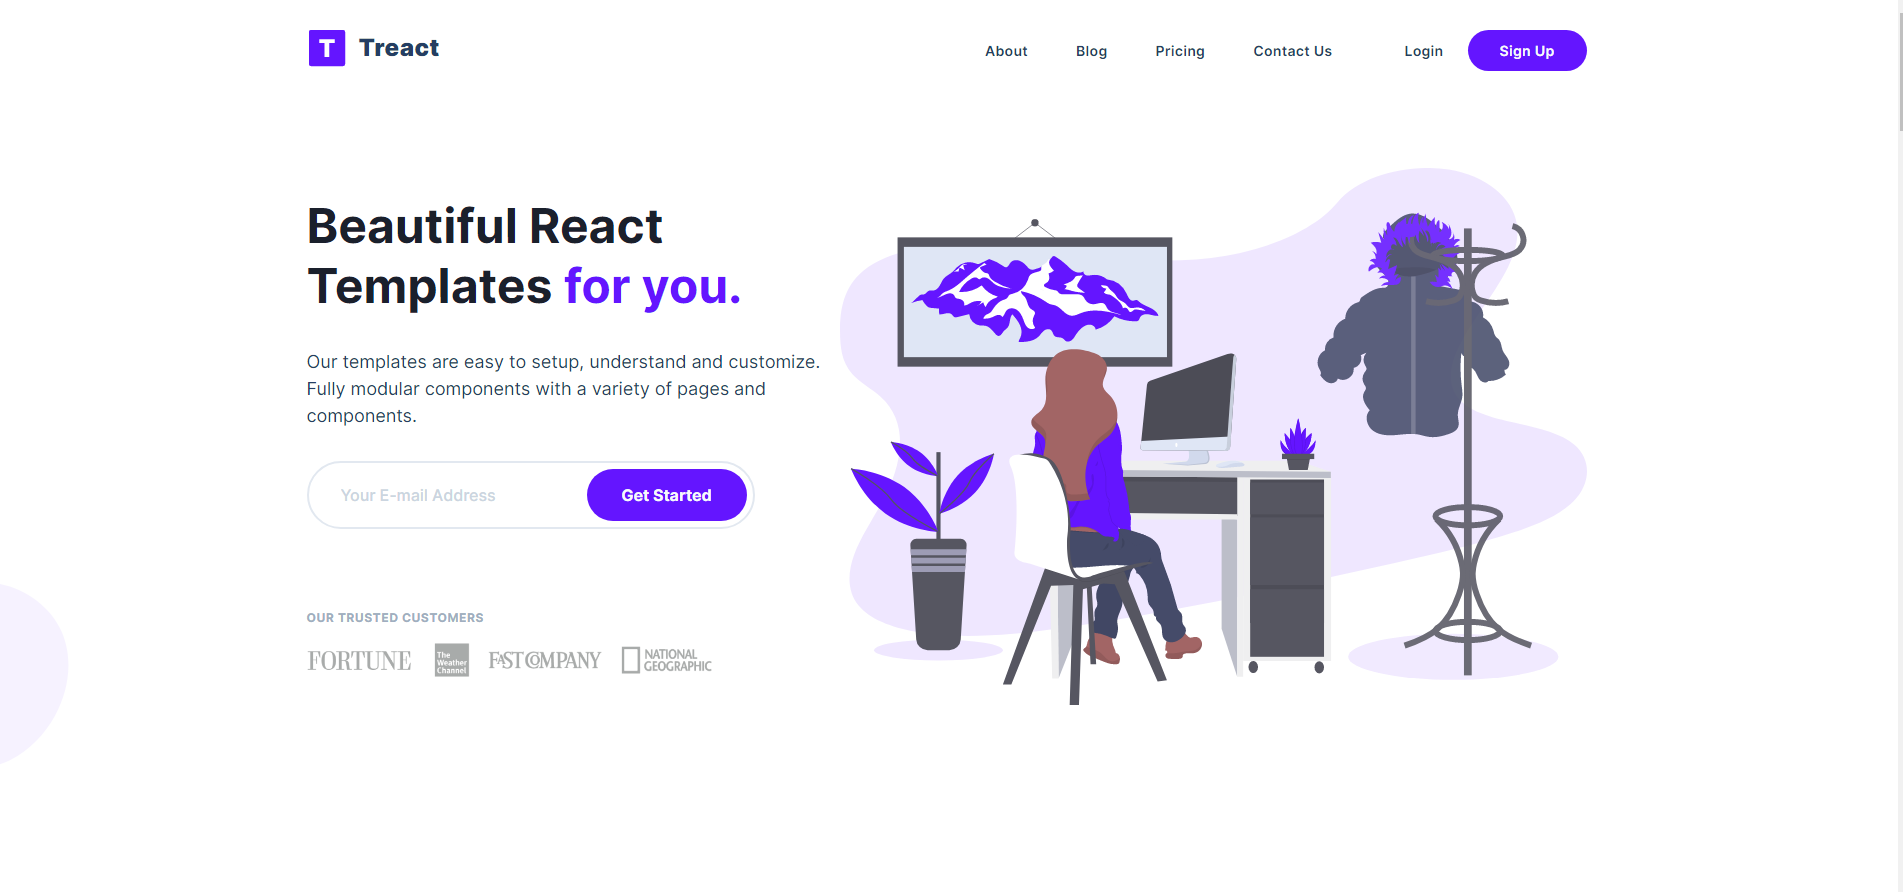 T Treact
About Blog Pricing Contact Us Login Sign Up
Beautiful React
Templates for you.
Our templates are easy to setup, understand and customize.
Fully modular components with a variety of pages and
components.
Your E-mail Address Get Started
OUR TRUSTED CUSTOMERS
FORTUNE
The
Weather
Channel
FAST COMPANY
NATIONAL
GEOGRAPHIC